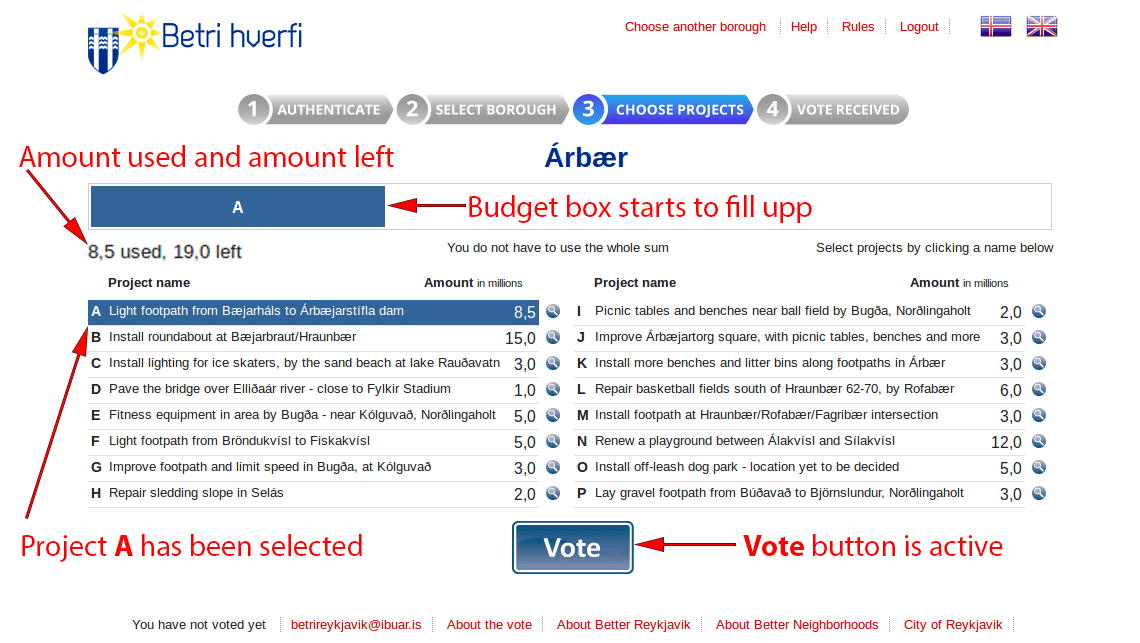 Betri hverfi
Choose another borough Help Rules Logout
1 AUTHENTICATE 2 SELECT BOROUGH 3 CHOOSE PROJECTS 4 VOTE RECEIVED
Amount used and amount left
Árbær
A
Budget box starts to fill upp
8,5 used, 19,0 left
You do not have to use the whole sum
Select projects by clicking a name below
Project name Amount in millions
A Light footpath from Bæjarháls to Árbæjarstífla dam 8,5
B Install roundabout at Bæjarbraut/Hraunbær 15,0
C Install lighting for ice skaters, by the sand beach at lake Rauðavatn 3,0
D Pave the bridge over Elliðaár river - close to Fylkir Stadium 1,0
E Fitness equipment in area by Bugða - near Kólguvað, Norðlingaholt 5,0
F Light footpath from Bröndukvísl to Fiskakvísl 5,0
G Improve footpath and limit speed in Bugða, at Kólguvað 3,0
H Repair sledding slope in Selás 2,0
Project name Amount in millions
I Picnic tables and benches near ball field by Bugða, Norðlingaholt 2,0
J Improve Árbæjartorg square, with picnic tables, benches and more 3,0
K Install more benches and litter bins along footpaths in Árbær 3,0
L Repair basketball fields south of Hraunbær 62-70, by Rofabær 6,0
M Install footpath at Hraunbær/Rofabær/Fagribær intersection 3,0
N Renew a playground between Álakvísl and Sílakvísl 12,0
O Install off-leash dog park - location yet to be decided 5,0
P Lay gravel footpath from Búðavað to Björnslundur, Norðlingaholt 3,0
Project A has been selected
Vote
Vote button is active
You have not voted yet betrireykjavik@ibuar.is About the vote About Better Reykjavik About Better Neighborhoods City of Reykjavik